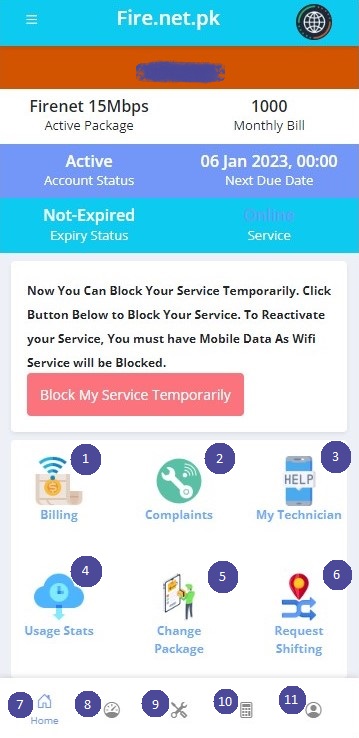 Fire.net.pk
Firenet 15Mbps 1000
Active Package Monthly Bill
Active 06 Jan 2023, 00:00
Account Status Next Due Date
Not-Expired Online
Expiry Status Service
Now You Can Block Your Service Temporarily. Click
Button Below to Block Your Service. To Reactivate
your Service, You must have Mobile Data As Wifi
Service will be Blocked.
Block My Service Temporarily
1 2 3
HELP
Billing Complaints My Technician
4 5 6
Usage Stats Change Package Request Shifting
7 8 9 10 11
Home